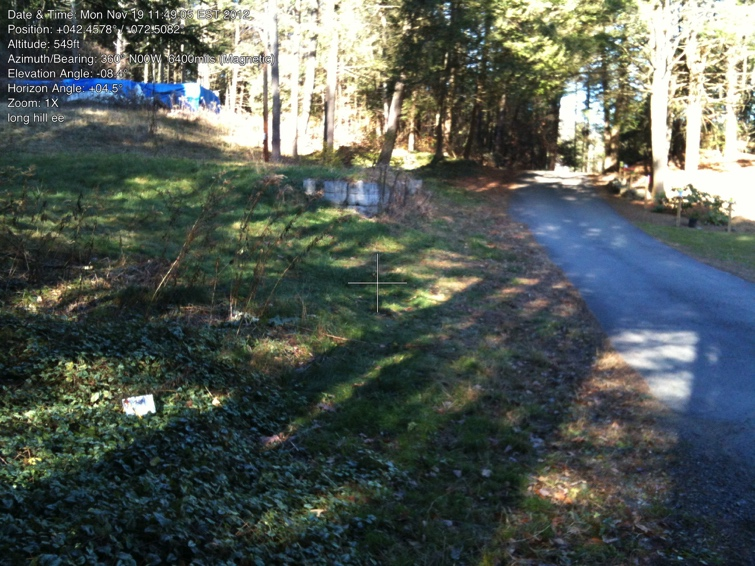 Date & Time: Mon Nov 19 11:49:05 EST 2012
Position: +042.4578° / -072.5082°
Altitude: 549ft
Azimuth/Bearing: 360° N00W 6400mils (Magnetic)
Elevation Angle: -08.4°
Horizon Angle: +04.5°
Zoom: 1X
long hill ee